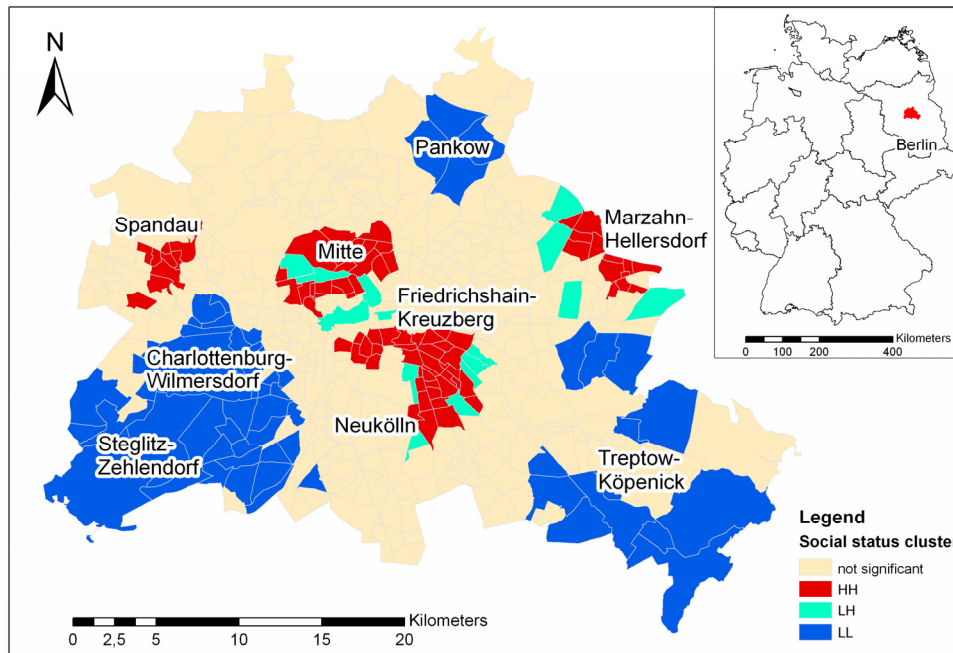 N
Pankow
Spandau
Mitte
Marzahn-
Hellersdorf
Friedrichshain-
Kreuzberg
Charlottenburg-
Wilmersdorf
Neukölln
Steglitz-
Zehlendorf
Treptow-
Köpenick
Berlin
Kilometers
0 100 200 400
Legend
Social status cluster
not significant
HH
LH
LL
Kilometers
0 2,5 5 10 15 20